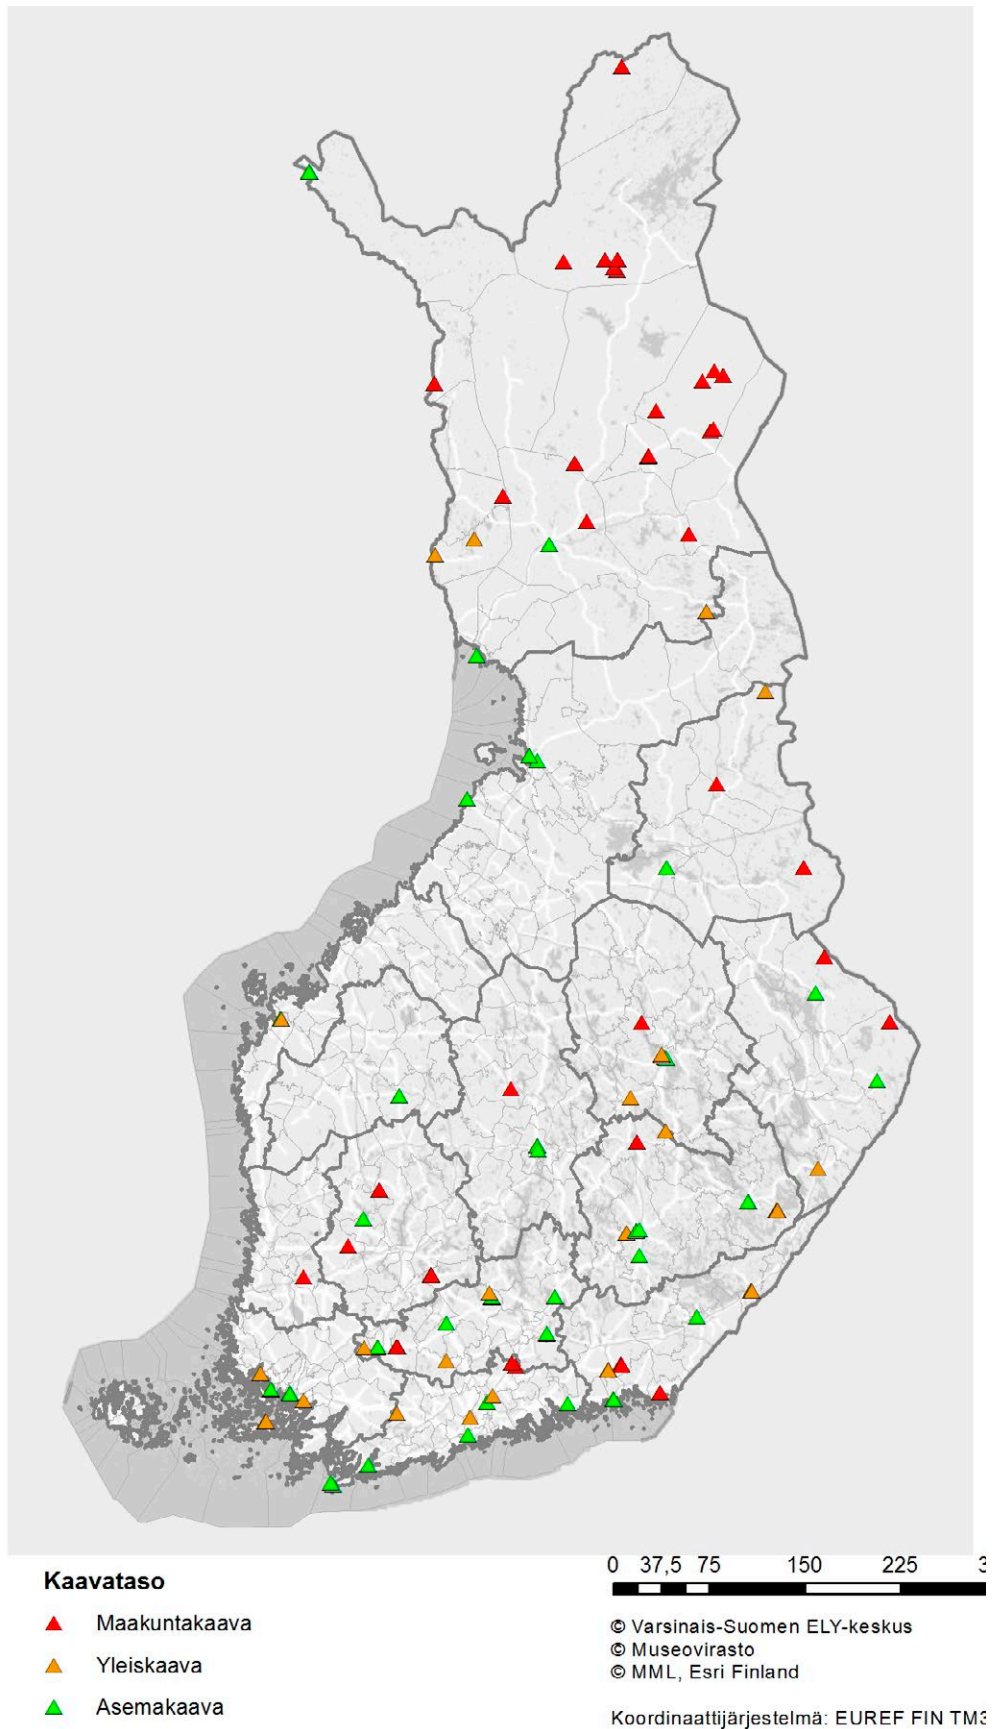 Kaavataso
Maakuntakaava
Yleiskaava
Asemakaava
0 37,5 75 150 225 3
© Varsinais-Suomen ELY-keskus
© Museovirasto
© MML, Esri Finland
Koordinaattijärjestelmä: EUREF FIN TM3